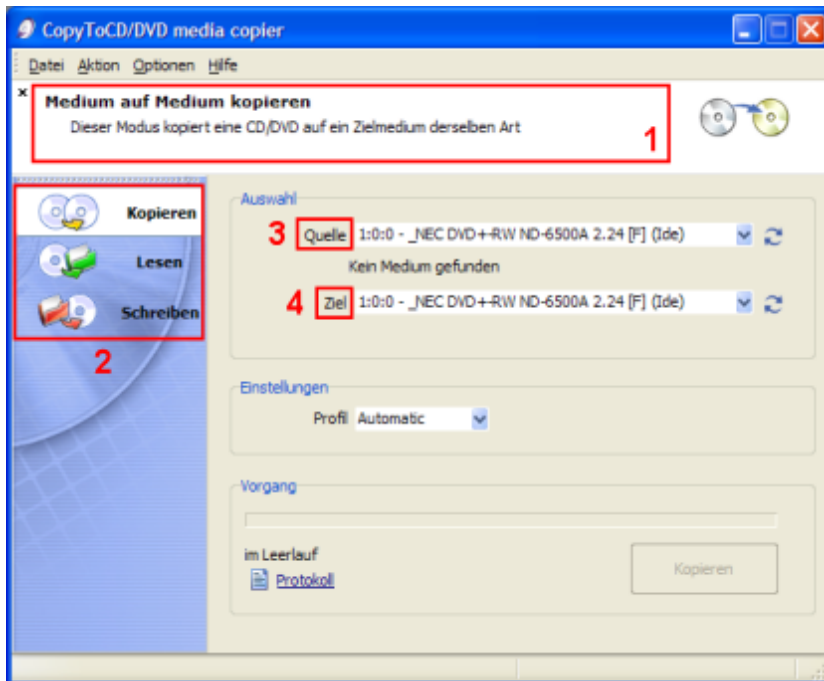 CopyToCD/DVD media copier
Datei Aktion Optionen Hilfe
Medium auf Medium kopieren
Dieser Modus kopiert eine CD/DVD auf ein Zielmedium derselben Art
1
Kopieren
Lesen
Schreiben
2
Auswahl
3 Quelle 1:0:0 - _NEC DVD+-RW ND-6500A 2.24 [F] (Ide)
Kein Medium gefunden
4 Ziel 1:0:0 - _NEC DVD+-RW ND-6500A 2.24 [F] (Ide)
Einstellungen
Profil Automatic
Vorgang
im Leerlauf
Protokoll
Kopieren